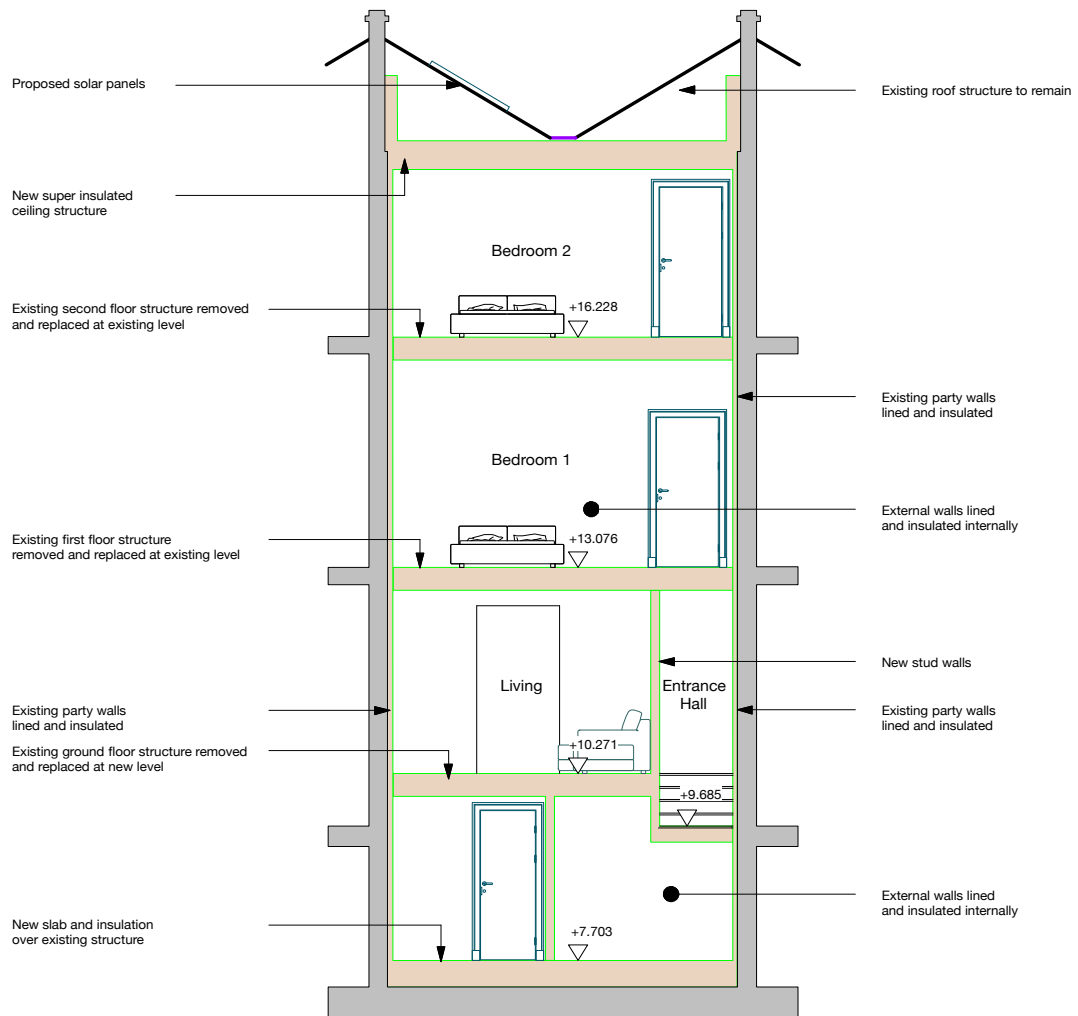 Proposed solar panels
Existing roof structure to remain
New super insulated
ceiling structure
Bedroom 2
Existing second floor structure removed
and replaced at existing level
+16.228
Existing party walls
lined and insulated
Bedroom 1
External walls lined
and insulated internally
Existing first floor structure
removed and replaced at existing level
+13.076
New stud walls
Living
Entrance
Hall
Existing party walls
lined and insulated
Existing party walls
lined and insulated
Existing ground floor structure removed
and replaced at new level
+10.271
+9.685
External walls lined
and insulated internally
New slab and insulation
over existing structure
+7.703